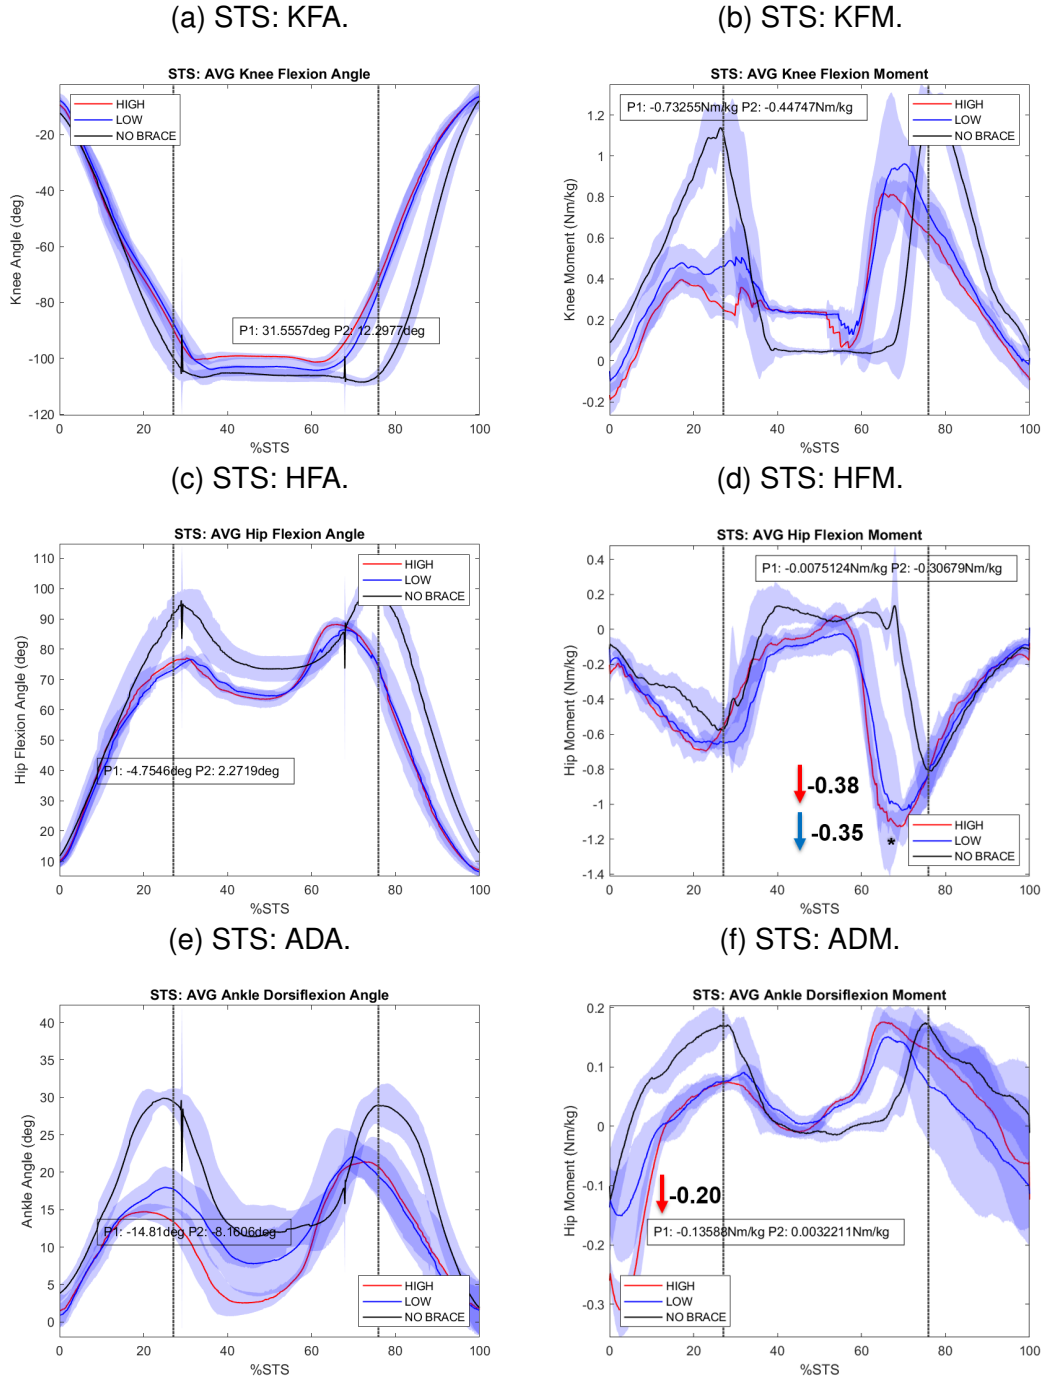 (a) STS: KFA.
STS: AVG Knee Flexion Angle
HIGH
LOW
NO BRACE
P1: 31.5557deg P2: 12.2977deg
Knee Angle (deg)
-20
-40
-60
-80
-100
-120
0 20 40 60 80 100
%STS
(b) STS: KFM.
STS: AVG Knee Flexion Moment
P1: -0.73255Nm/kg P2: -0.44747Nm/kg
HIGH
LOW
NO BRACE
Knee Moment (Nm/kg)
1.2
1
0.8
0.6
0.4
0.2
0
-0.2
0 20 40 60 80 100
%STS
(c) STS: HFA.
STS: AVG Hip Flexion Angle
HIGH
LOW
NO BRACE
P1: -4.7546deg P2: 2.2719deg
Hip Flexion Angle (deg)
110
100
90
80
70
60
50
40
30
20
10
0 20 40 60 80 100
%STS
(d) STS: HFM.
STS: AVG Hip Flexion Moment
P1: -0.0075124Nm/kg P2: -0.30679Nm/kg
-0.38
-0.35
*
HIGH
LOW
NO BRACE
Hip Moment (Nm/kg)
0.4
0.2
0
-0.2
-0.4
-0.6
-0.8
-1
-1.2
-1.4
0 20 40 60 80 100
%STS
(e) STS: ADA.
STS: AVG Ankle Dorsiflexion Angle
P1: -14.81deg P2: -8.1606deg
HIGH
LOW
NO BRACE
Ankle Angle (deg)
40
35
30
25
20
15
10
5
0
0 20 40 60 80 100
%STS
(f) STS: ADM.
STS: AVG Ankle Dorsiflexion Moment
-0.20
P1: -0.13588Nm/kg P2: 0.0032211Nm/kg
HIGH
LOW
NO BRACE
Hip Moment (Nm/kg)
0.2
0.1
0
-0.1
-0.2
-0.3
0 20 40 60 80 100
%STS